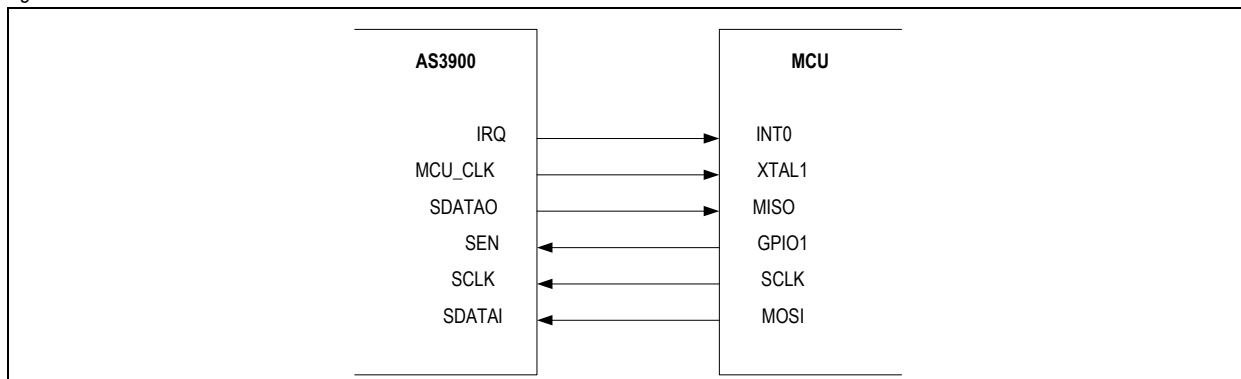 AS3900 MCU
IRQ INT0
MCU_CLK XTAL1
SDATAO MISO
SEN GPIO1
SCLK SCLK
SDATAI MOSI